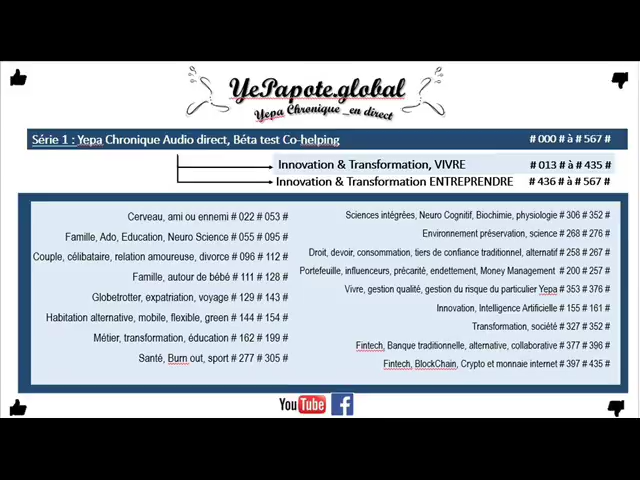 YePapote.global
Yepa Chronique _en direct
Série 1 : Yepa Chronique Audio direct, Béta test Co-helping # 000 # à # 567 #
Innovation & Transformation, VIVRE # 013 # à # 435 #
Innovation & Transformation ENTREPRENDRE # 436 # à # 567 #
Cerveau, ami ou ennemi # 022 # 053 #
Famille, Ado, Education, Neuro Science # 055 # 095 #
Couple, célibataire, relation amoureuse, divorce # 096 # 112 #
Famille, autour de bébé # 111 # 128 #
Globetrotter, expatriation, voyage # 129 # 143 #
Habitation alternative, mobile, flexible, green # 144 # 154 #
Métier, transformation, éducation # 162 # 199 #
Santé, Burn out, sport # 277 # 305 #
Sciences intégrées, Neuro Cognitif, Biochimie, physiologie # 306 # 352 #
Environnement préservation, science # 268 # 276 #
Droit, devoir, consommation, tiers de confiance traditionnel, alternatif # 258 # 267 #
Portefeuille, influenceurs, précarité, endettement, Money Management # 200 # 257 #
Vivre, gestion qualité, gestion du risque du particulier Yepa # 353 # 376 #
Innovation, Intelligence Artificielle # 155 # 161 #
Transformation, société # 327 # 352 #
Fintech, Banque traditionnelle, alternative, collaborative # 377 # 396 #
Fintech, BlockChain, Crypto et monnaie internet # 397 # 435 #
YouTube f